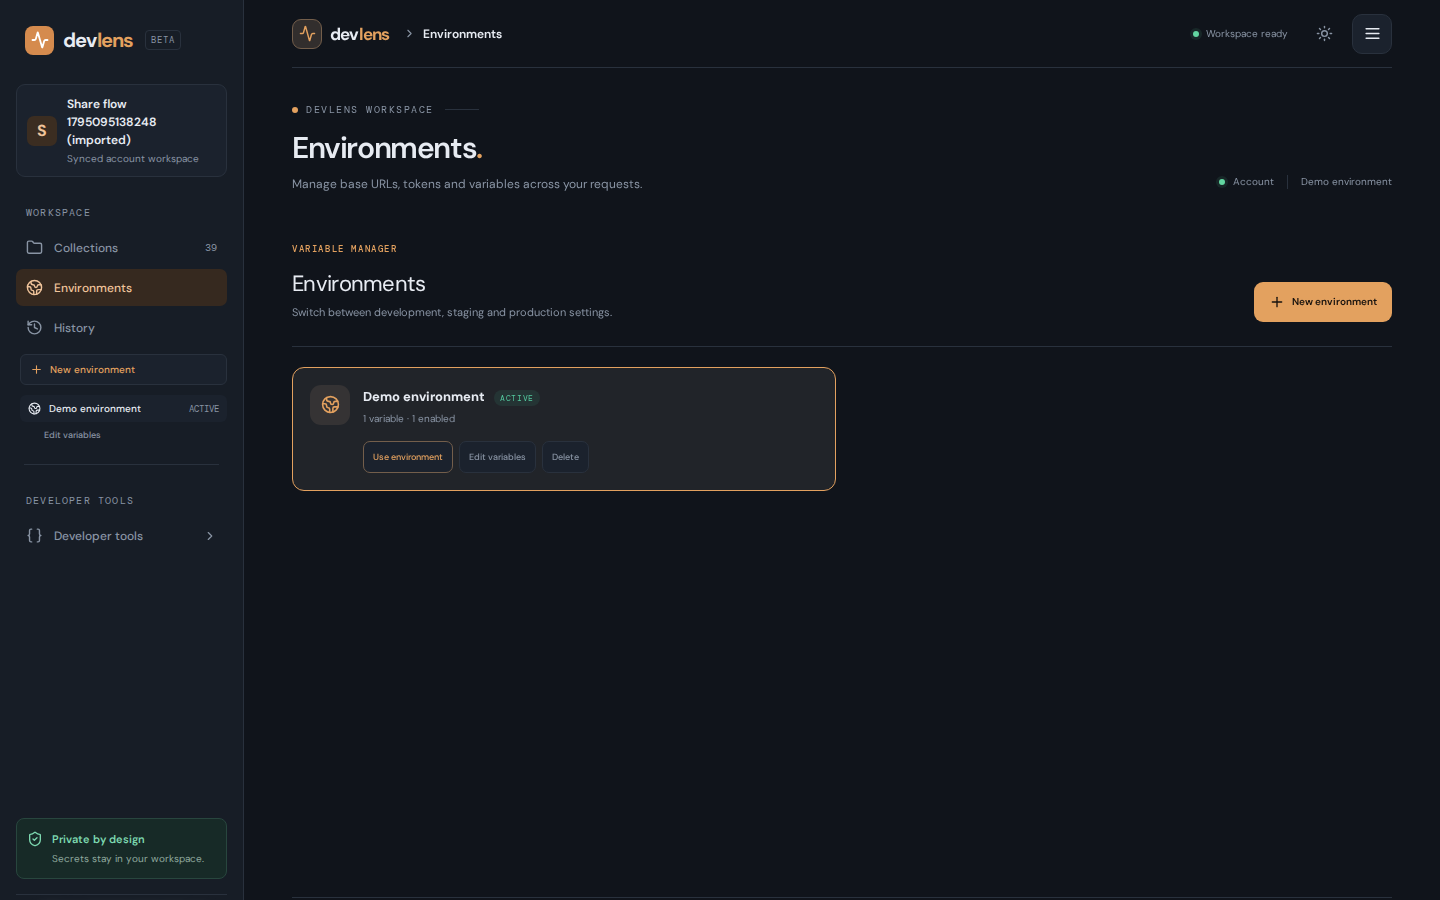 devlens BETA
S
Share flow
1795095138248
(imported)
Synced account workspace
WORKSPACE
Collections 39
Environments
History
New environment
Demo environment ACTIVE
Edit variables
DEVELOPER TOOLS
Developer tools
Private by design
Secrets stay in your workspace.
devlens Environments
Workspace ready
DEVLENS WORKSPACE
Environments.
Manage base URLs, tokens and variables across your requests.
Account Demo environment
VARIABLE MANAGER
Environments
Switch between development, staging and production settings.
New environment
Demo environment ACTIVE
1 variable · 1 enabled
Use environment Edit variables Delete